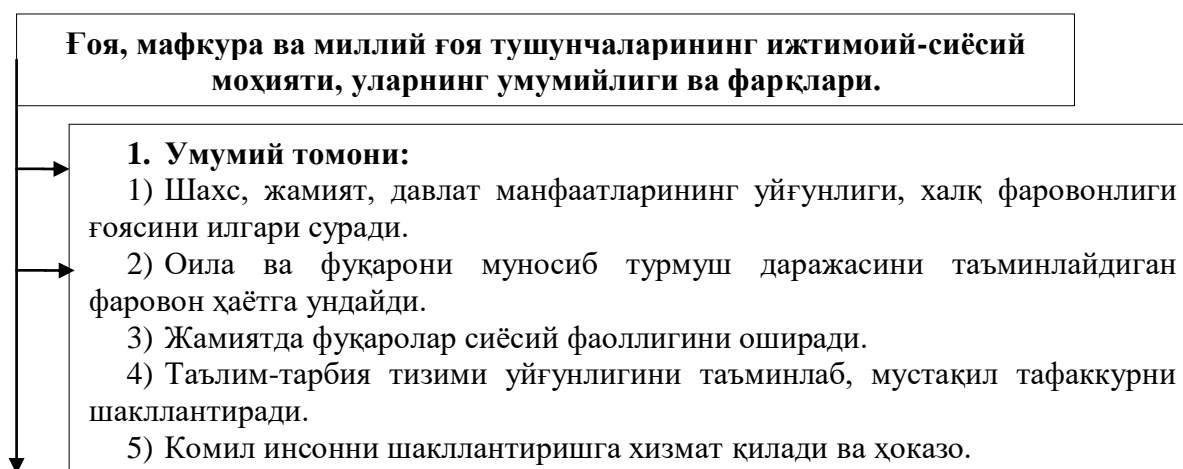 Ғоя, мафкура ва миллий ғоя тушунчаларининг ижтимоий-сиёсий
моҳияти, уларнинг умумийлиги ва фарқлари.
1. Умумий томони:
1) Шахс, жамият, давлат манфаатларининг уйғунлиги, халқ фаровонлиги
ғоясини илгари суради.
2) Оила ва фуқарони муносиб турмуш даражасини таъминлайдиган
фаровон ҳаётга ундайди.
3) Жамиятда фуқаролар сиёсий фаоллигини оширади.
4) Таълим-тарбия тизими уйғунлигини таъминлаб, мустақил тафаккурни
шакллантиради.
5) Комил инсонни шакллантиришга хизмат қилади ва ҳоказо.